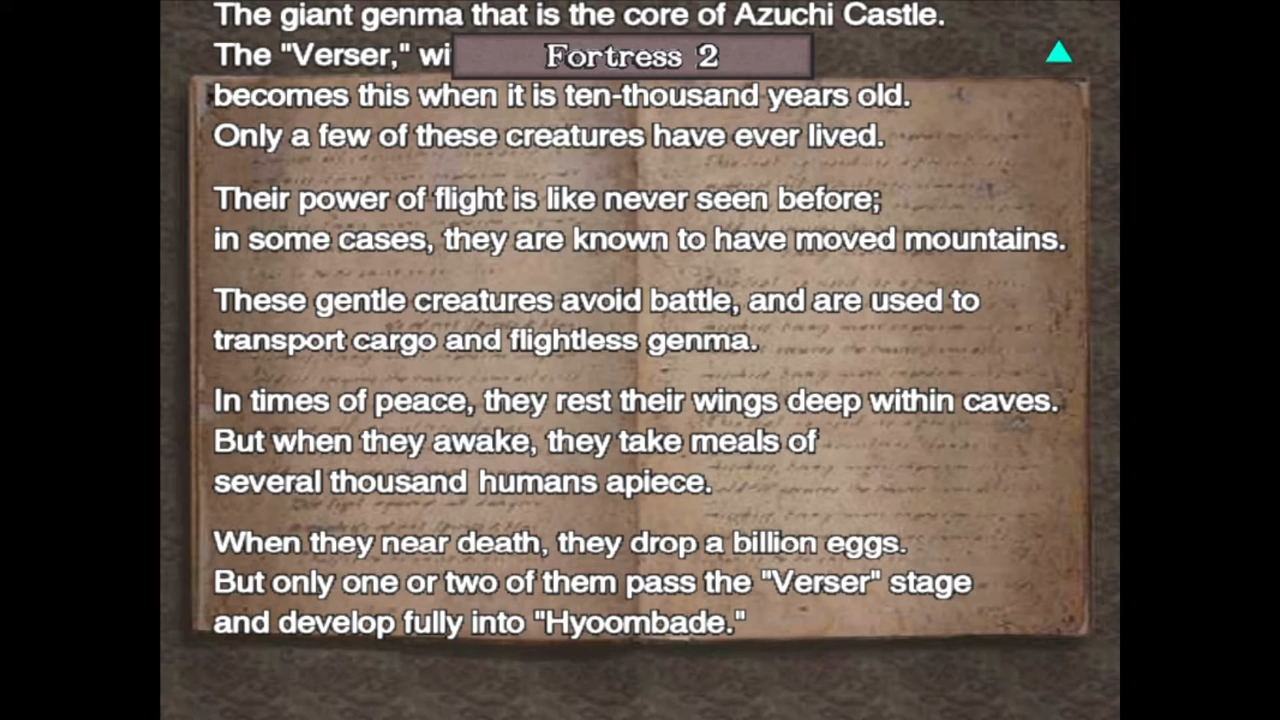 The giant genma that is the core of Azuchi Castle.
The "Verser," wi
Fortress 2
becomes this when it is ten-thousand years old.
Only a few of these creatures have ever lived.
Their power of flight is like never seen before;
in some cases, they are known to have moved mountains.
These gentle creatures avoid battle, and are used to
transport cargo and flightless genma.
In times of peace, they rest their wings deep within caves.
But when they awake, they take meals of
several thousand humans apiece.
When they near death, they drop a billion eggs.
But only one or two of them pass the "Verser" stage
and develop fully into "Hyoombade."